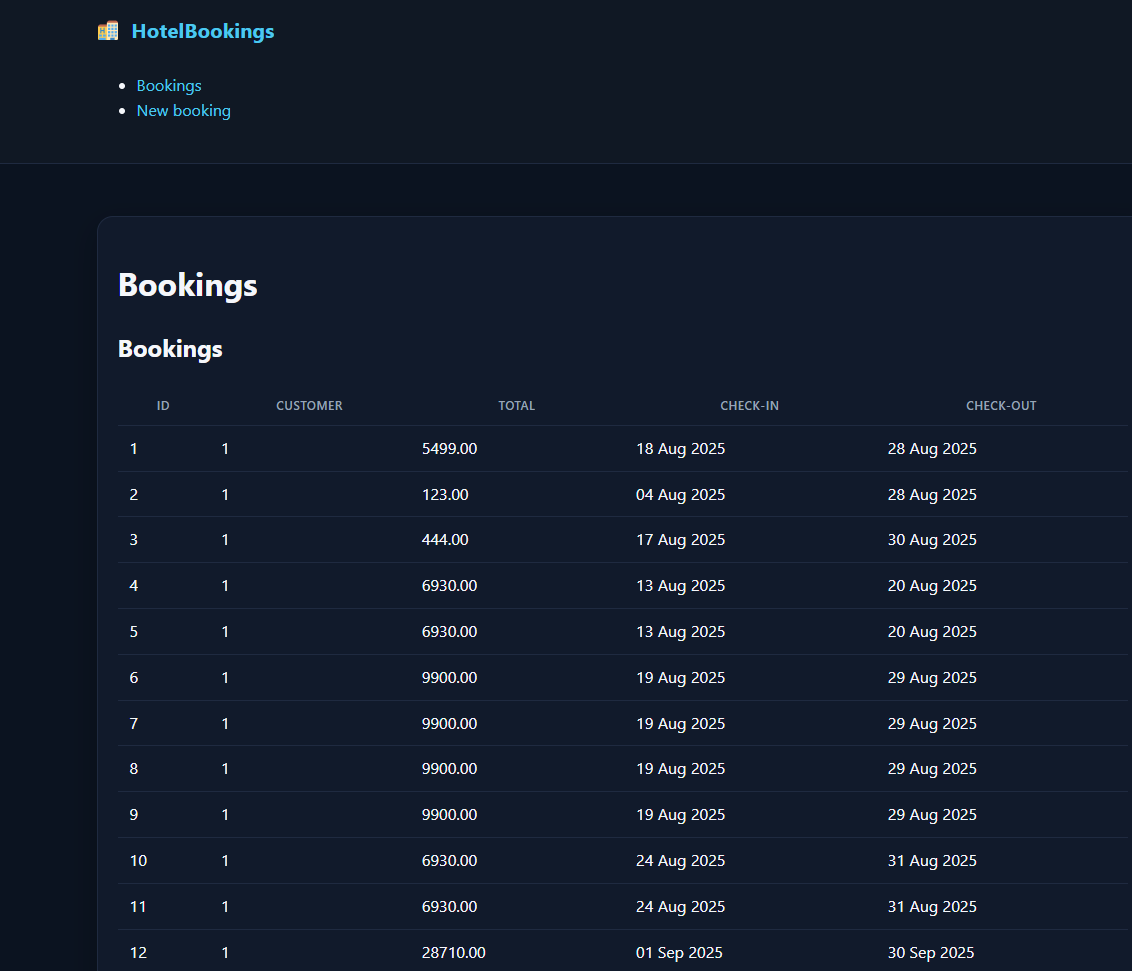 HotelBookings
Bookings
New booking
Bookings
Bookings
ID CUSTOMER TOTAL CHECK-IN CHECK-OUT
1 1 5499.00 18 Aug 2025 28 Aug 2025
2 1 123.00 04 Aug 2025 28 Aug 2025
3 1 444.00 17 Aug 2025 30 Aug 2025
4 1 6930.00 13 Aug 2025 20 Aug 2025
5 1 6930.00 13 Aug 2025 20 Aug 2025
6 1 9900.00 19 Aug 2025 29 Aug 2025
7 1 9900.00 19 Aug 2025 29 Aug 2025
8 1 9900.00 19 Aug 2025 29 Aug 2025
9 1 9900.00 19 Aug 2025 29 Aug 2025
10 1 6930.00 24 Aug 2025 31 Aug 2025
11 1 6930.00 24 Aug 2025 31 Aug 2025
12 1 28710.00 01 Sep 2025 30 Sep 2025